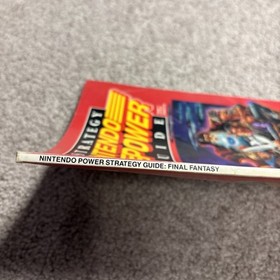 STRATEGY
NINTENDO
POWER
GUIDE
NINTENDO POWER STRATEGY GUIDE: FINAL FANTASY